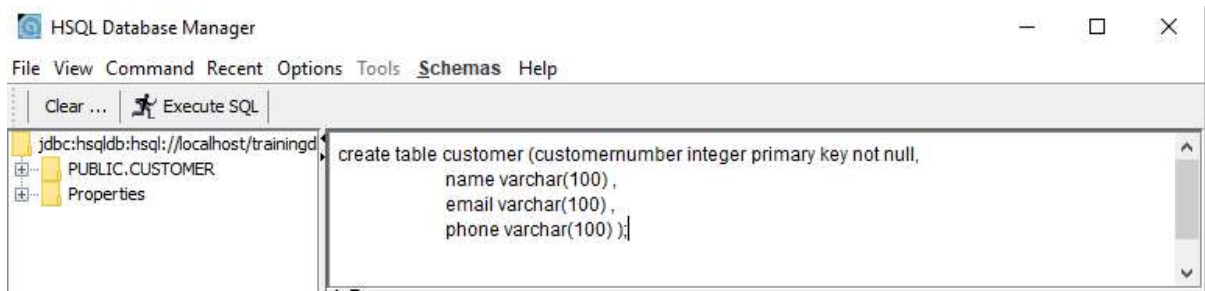 HSQL Database Manager
File View Command Recent Options Tools Schemas Help
Clear ... Execute SQL
jdbc:hsqldb:hsql://localhost/trainingd
PUBLIC.CUSTOMER
Properties
create table customer (customernumber integer primary key not null,
name varchar(100) ,
email varchar(100) ,
phone varchar(100) );